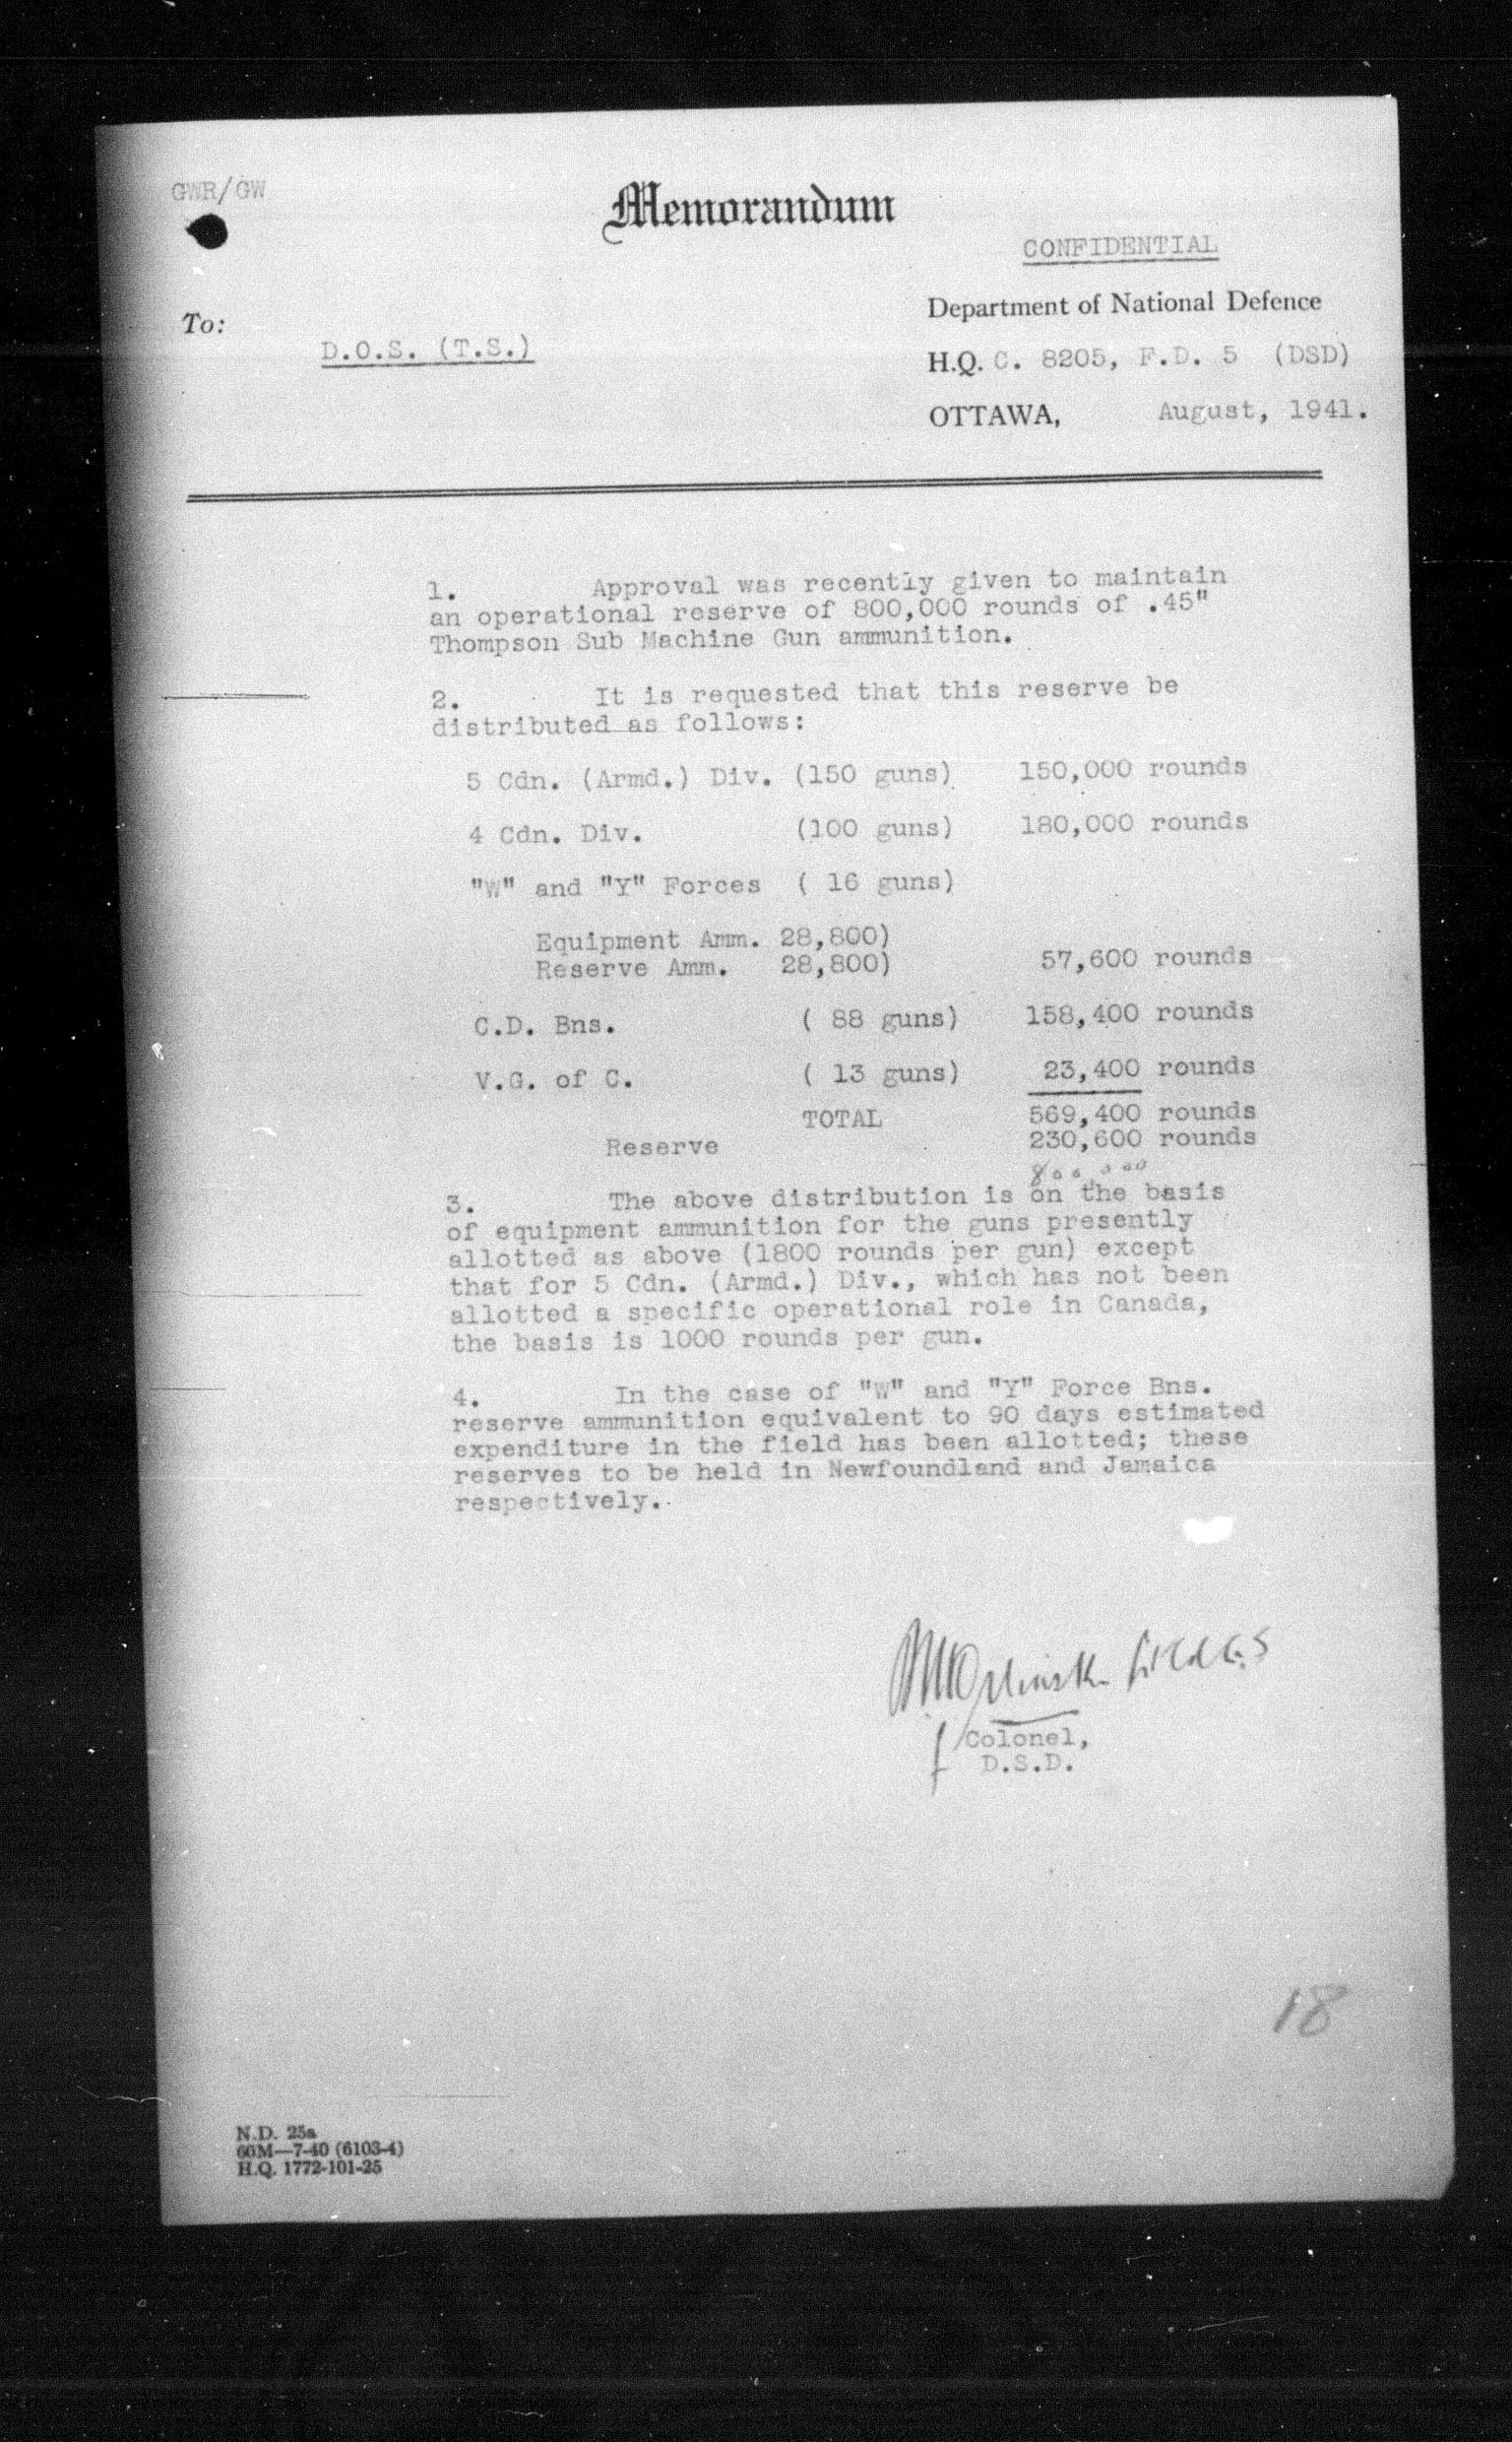 GWR/GW
Memorandum
CONFIDENTIAL
Department of National Defence
To:
D.O.S. (T.S.)
H.Q. C. 8205, F.D. 5 (DSD)
OTTAWA, August, 1941.
1. Approval was recently given to maintain
an operational reserve of 800,000 rounds of .45"
Thompson Sub Machine Gun ammunition.
2. It is requested that this reserve be
distributed as follows:
5 Cdn. (Armd.) Div. (150 guns) 150,000 rounds
4 Cdn. Div. (100 guns) 180,000 rounds
"W" and "Y" Forces ( 16 guns)
Equipment Amm. 28,800)
Reserve Amm. 28,800) 57,600 rounds
C.D. Bns. ( 88 guns) 158,400 rounds
V.G. of C. ( 13 guns) 23,400 rounds
TOTAL 569,400 rounds
Reserve 230,600 rounds
800,000
3. The above distribution is on the basis
of equipment ammunition for the guns presently
allotted as above (1800 rounds per gun) except
that for 5 Cdn. (Armd.) Div., which has not been
allotted a specific operational role in Canada,
the basis is 1000 rounds per gun.
4. In the case of "W" and "Y" Force Bns.
reserve ammunition equivalent to 90 days estimated
expenditure in the field has been allotted; these
reserves to be held in Newfoundland and Jamaica
respectively.
Colonel,
D.S.D.
18
N.D. 25a
60M—7-40 (6103-4)
H.Q. 1772-101-25